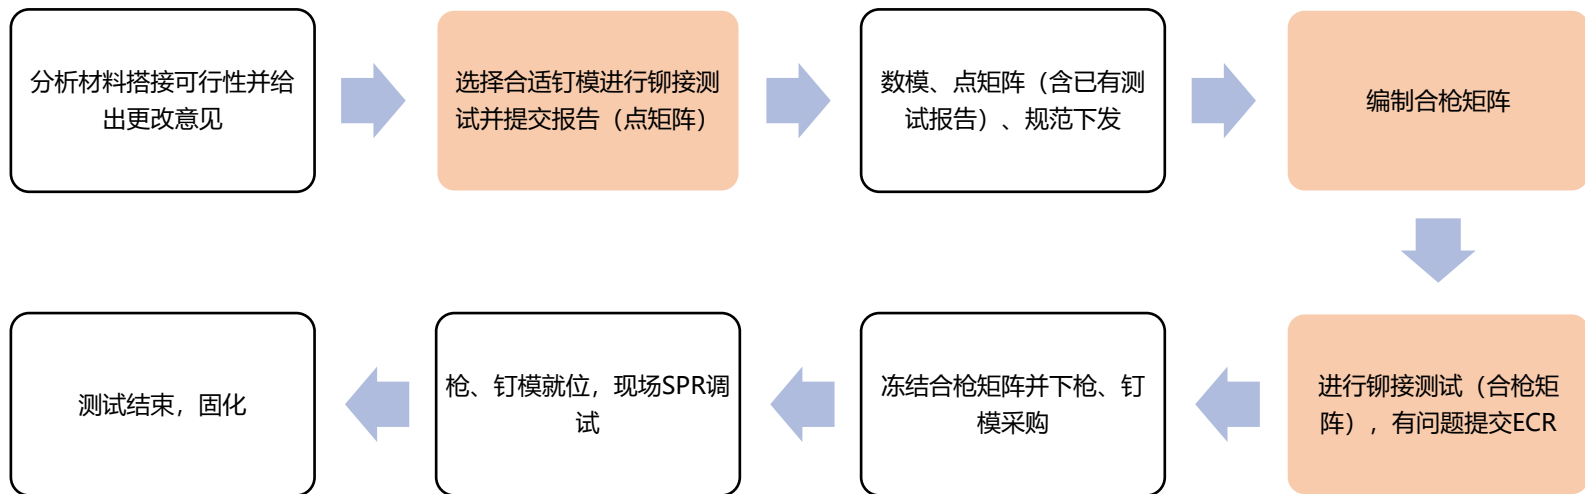 分析材料搭接可行性并给
出更改意见
选择合适钉模进行铆接测
试并提交报告（点矩阵）
数模、点矩阵（含已有测
试报告）、规范下发
编制合枪矩阵
进行铆接测试（合枪矩
阵），有问题提交ECR
冻结合枪矩阵并下枪、钉
模采购
枪、钉模就位，现场SPR调
试
测试结束，固化